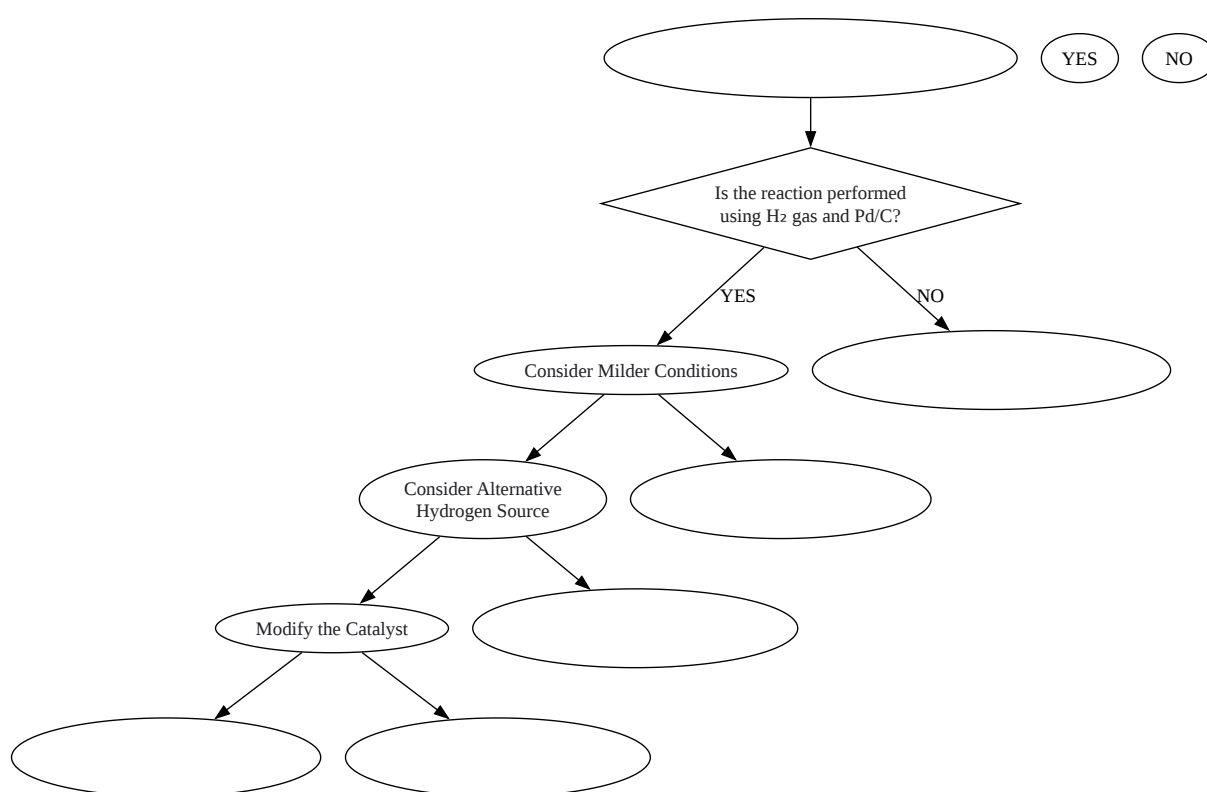 YES
NO
Is the reaction performed
using H₂ gas and Pd/C?
YES
NO
Consider Milder Conditions
Consider Alternative
Hydrogen Source
Modify the Catalyst